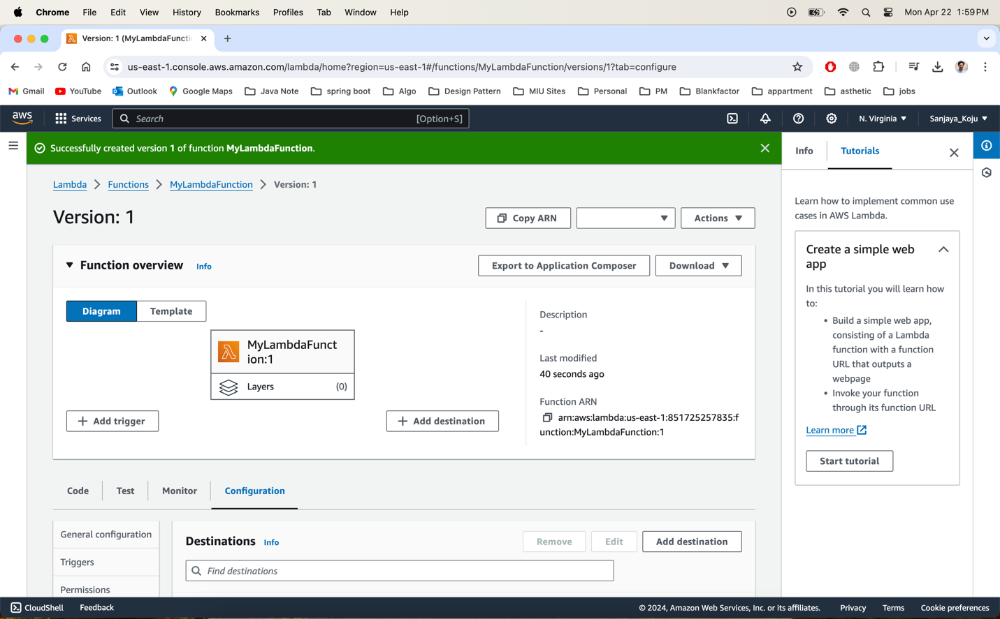 Chrome File Edit View History Bookmarks Profiles Tab Window Help Mon Apr 22 1:59 PM
Version: 1 (MyLambdaFuncti
us-east-1.console.aws.amazon.com/lambda/home?region=us-east-1#/functions/MyLambdaFunction/versions/1?tab=configure
Gmail YouTube Outlook Google Maps Java Note spring boot Algo Design Pattern MIU Sites Personal PM Blankfactor appartment asthetic jobs
aws Services Search [Option+S] N. Virginia Sanjaya_Koju
Successfully created version 1 of function MyLambdaFunction.
Lambda Functions MyLambdaFunction Version: 1
Version: 1
Copy ARN
Actions
Function overview Info
Export to Application Composer
Download
Diagram Template
MyLambdaFunct
ion:1
Layers (0)
Add trigger
Add destination
Description
-
Last modified
40 seconds ago
Function ARN
arn:aws:lambda:us-east-1:851725257835:f
unction:MyLambdaFunction:1
Code Test Monitor Configuration
General configuration
Triggers
Permissions
Destinations Info
Remove Edit Add destination
Find destinations
Info Tutorials
Learn how to implement common use
cases in AWS Lambda.
Create a simple web
app
In this tutorial you will learn how
to:
• Build a simple web app,
consisting of a Lambda
function with a function
URL that outputs a
webpage
• Invoke your function
through its function URL
Learn more
Start tutorial
CloudShell Feedback © 2024, Amazon Web Services, Inc. or its affiliates. Privacy Terms Cookie preferences